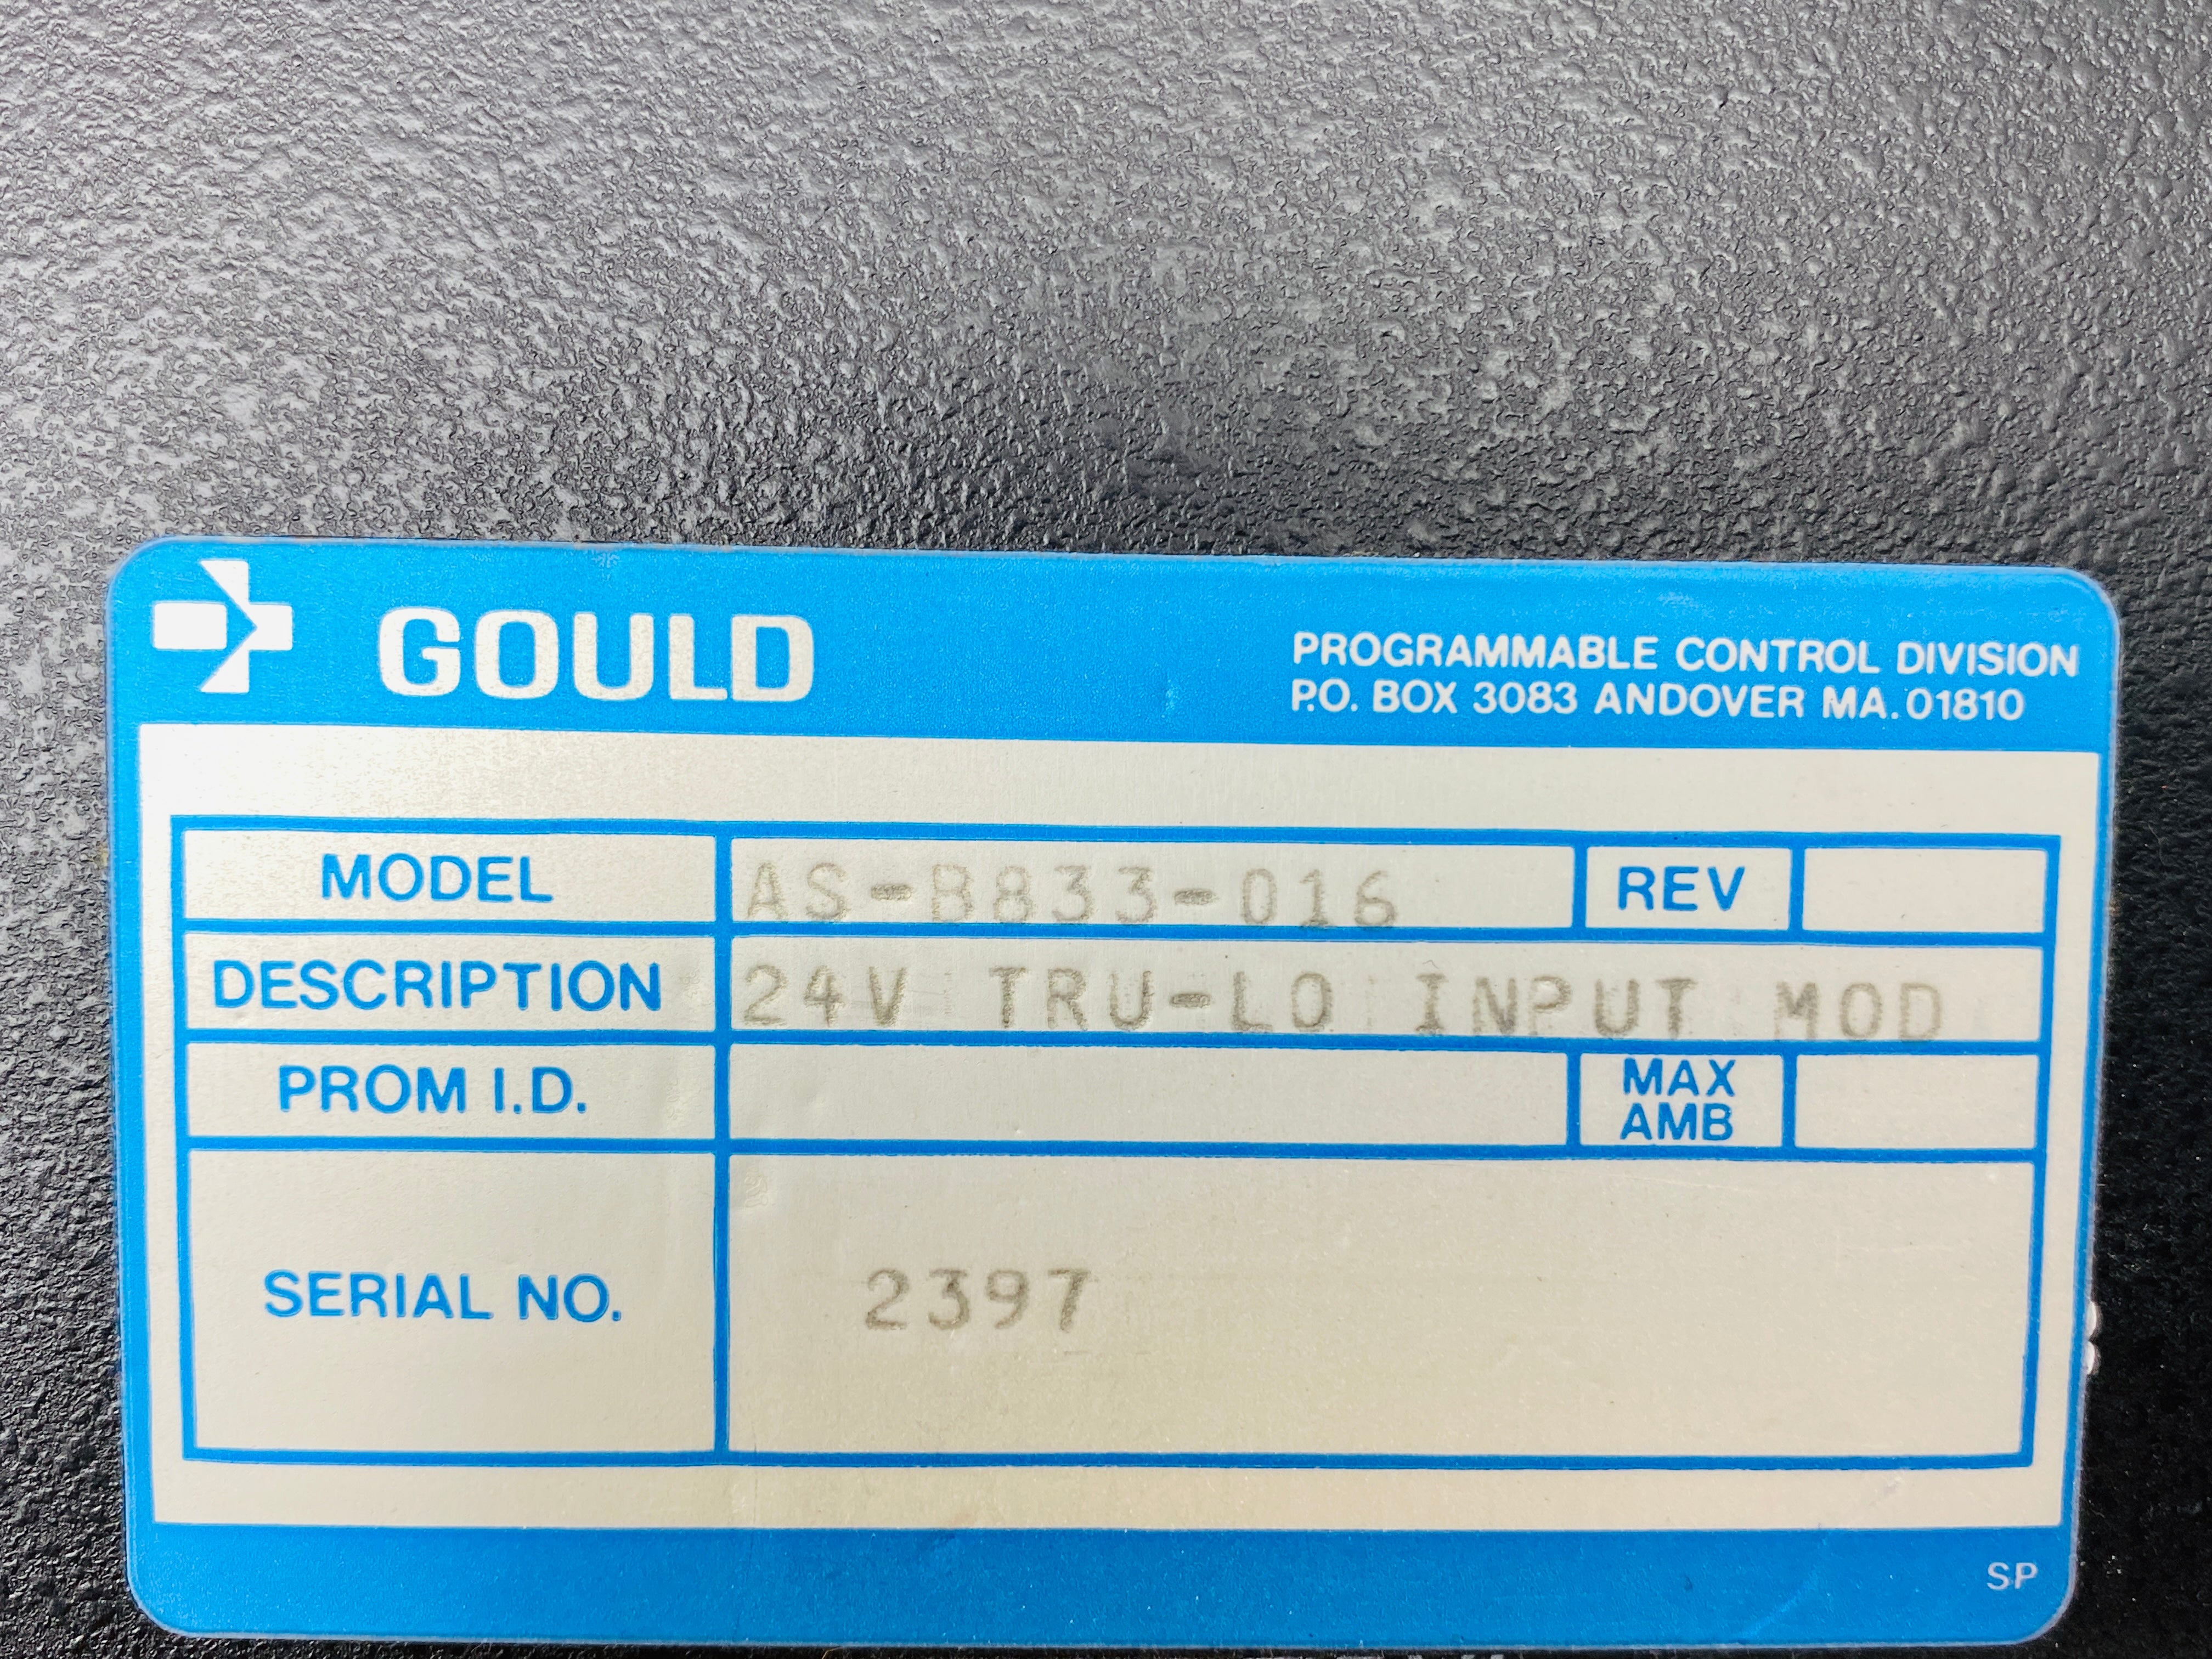 GOULD
PROGRAMMABLE CONTROL DIVISION
P.O. BOX 3083 ANDOVER MA. 01810
MODEL AS-B833-016 REV
DESCRIPTION 24V TRU-LO INPUT MOD
PROM I.D. MAX AMB
SERIAL NO. 2397
SP